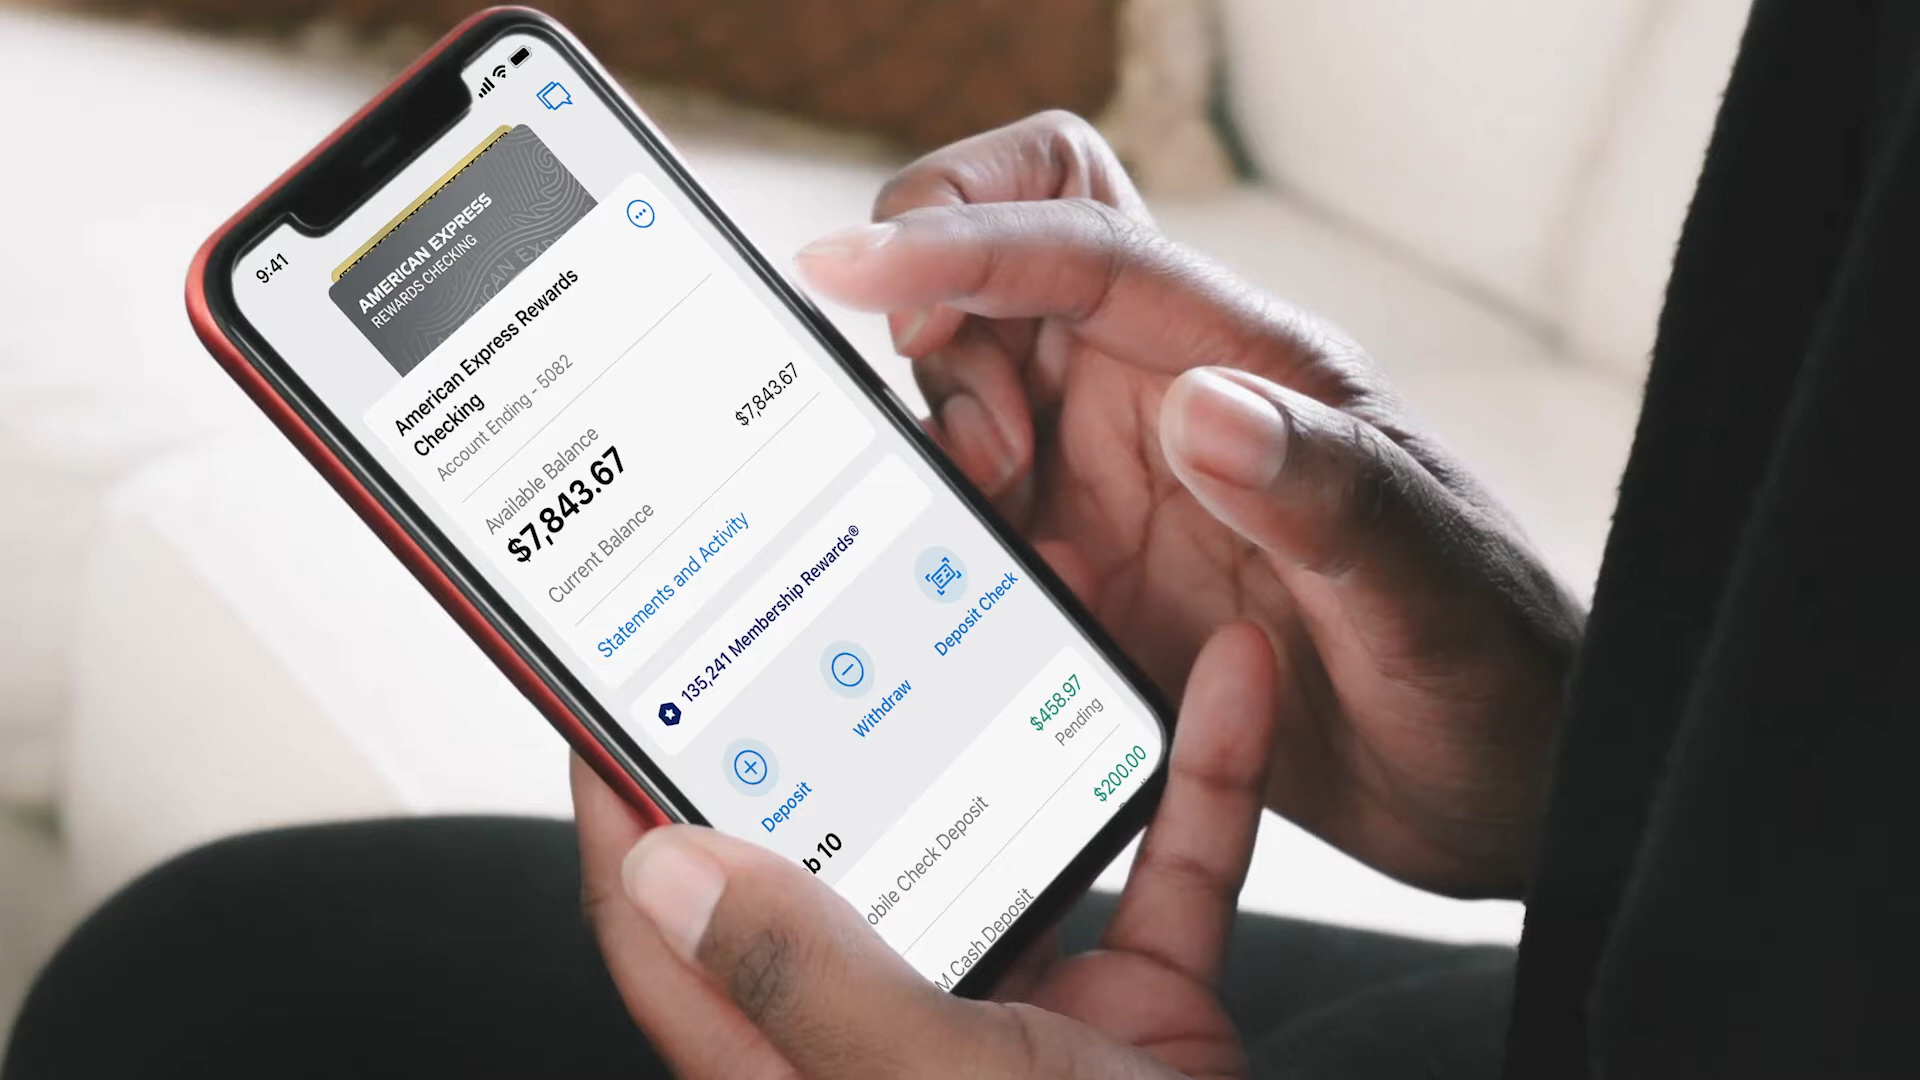 9:41
AMERICAN EXPRESS
REWARDS CHECKING
American Express Rewards
Checking
Account Ending - 5082
Available Balance
$7,843.67
Current Balance $7,843.67
Statements and Activity
135,241 Membership Rewards®
Deposit
Withdraw
Deposit Check
b10
obile Check Deposit $458.97
Pending
M Cash Deposit $200.00